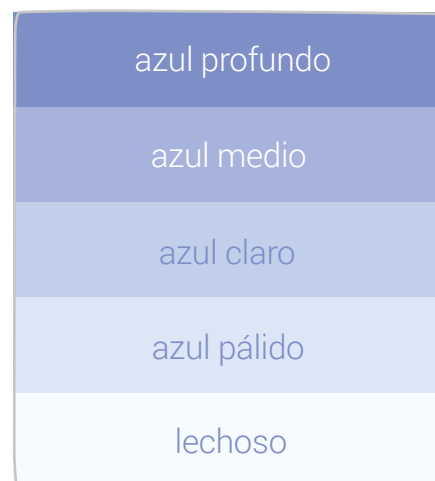 azul profundo
azul medio
azul claro
azul pálido
lechoso